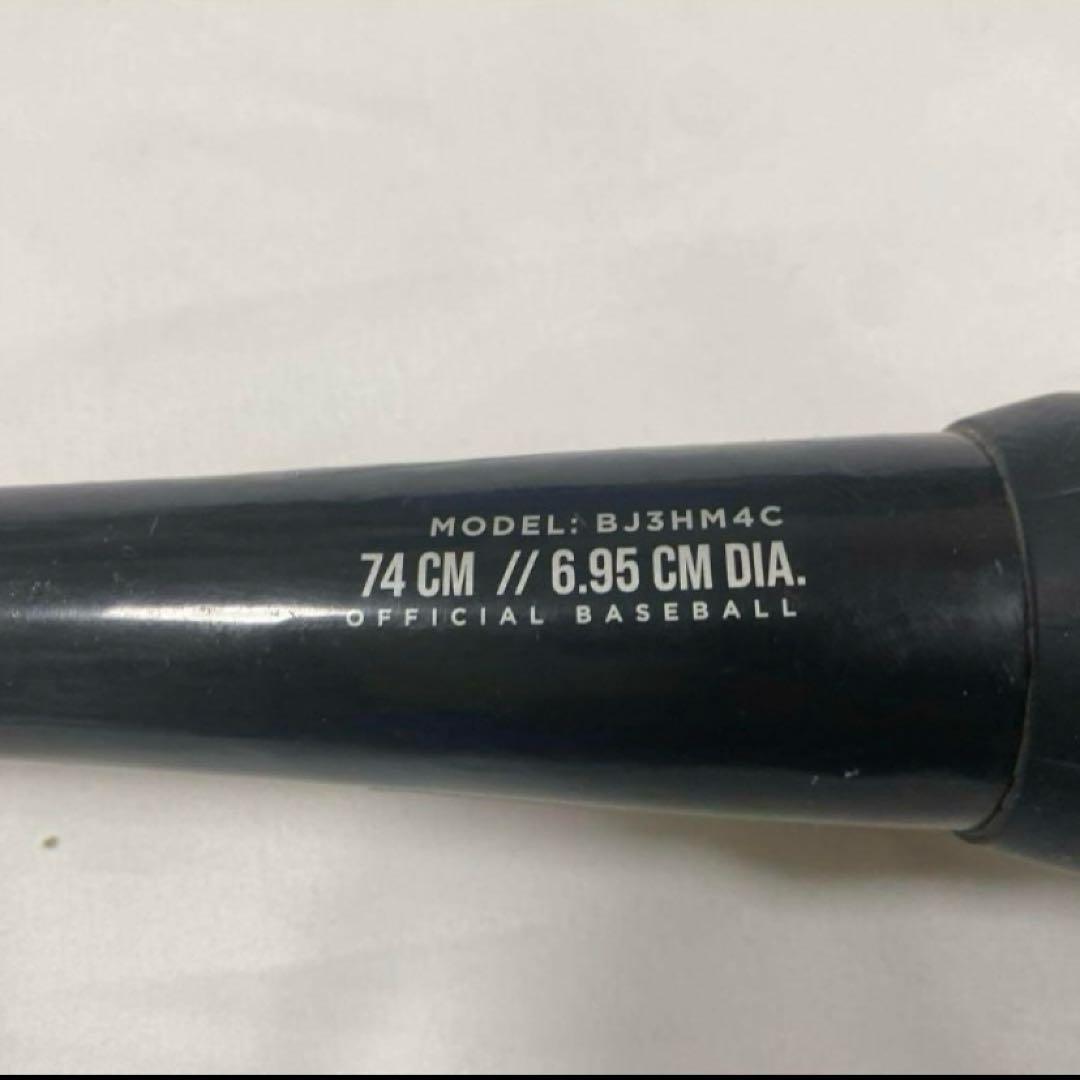 MODEL: BJ3HM4C
74 CM // 6.95 CM DIA.
OFFICIAL BASEBALL